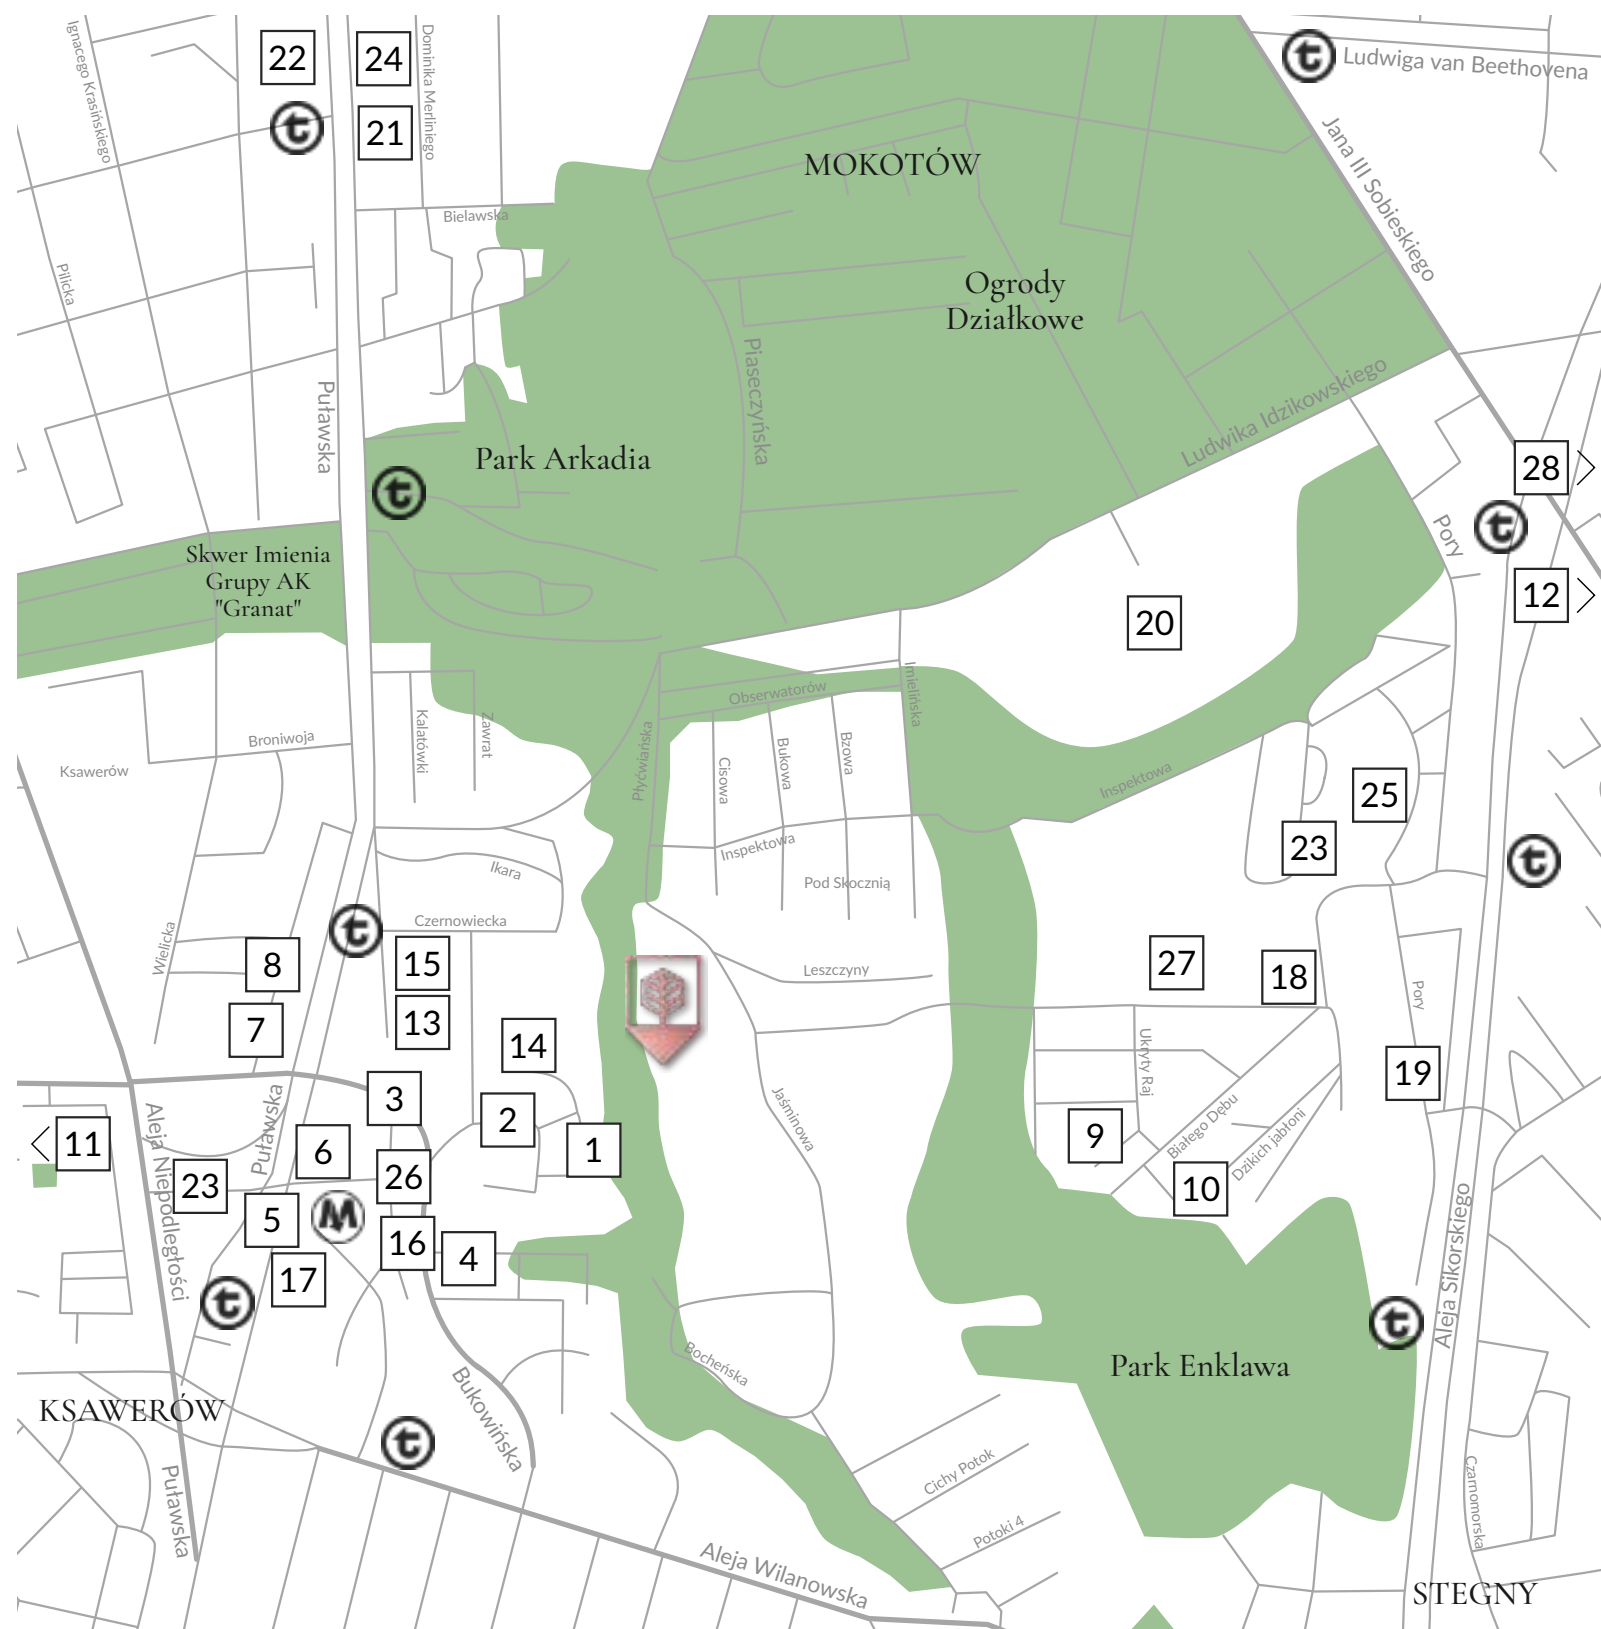 22
24
Ignacego Krasińskiego
Dominika Merliniego
t
Ludwiga van Beethovena
t
21
Jana III Sobieskiego
MOKOTÓW
Bielawska
Pilicka
Ogrody
Działkowe
Puławska
Piaseczyńska
Ludwika Idzikowskiego
Park Arkadia
28
t
t
Pory
Skwer Imienia
Grupy AK
"Granat"
12
20
Obserwatorów
Imielińska
Kalatówki
Zawrat
Broniwoja
Ksawerów
Płyćwiańska
Cisowa
Bukowa
Bzowa
Inspektowa
25
23
Inspektowa
t
Ikara
Pod Skocznią
Czernowiecka
t
Wielicka
8
15
Leszczyny
27
18
Pory
7
13
14
Ukryty Raj
19
3
2
Jaśminowa
Aleja Niepodległości
Puławska
11
6
1
9
Białego Dębu
Dzikich jabłoni
23
26
10
5
M
16
4
17
t
Aleja Sikorskiego
t
Bocheńska
Park Enklawa
KSAWERÓW
Bukowińska
t
Cichy Potok
Puławska
Potoki 4
Czarnomorska
Aleja Wilanowska
STEGNY